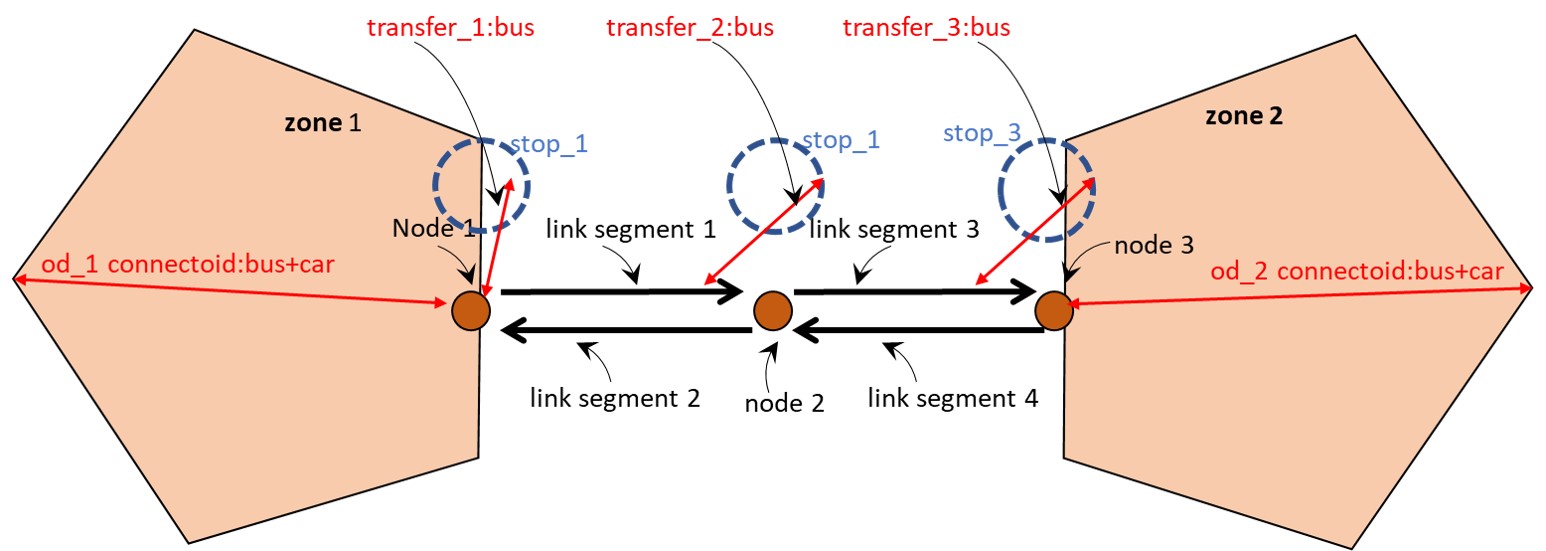 transfer_1:bus
transfer_2:bus
transfer_3:bus
zone 1
zone 2
stop_1
stop_1
stop_3
Node 1
link segment 1
link segment 3
node 3
od_1 connectoid:bus+car
od_2 connectoid:bus+car
link segment 2
node 2
link segment 4